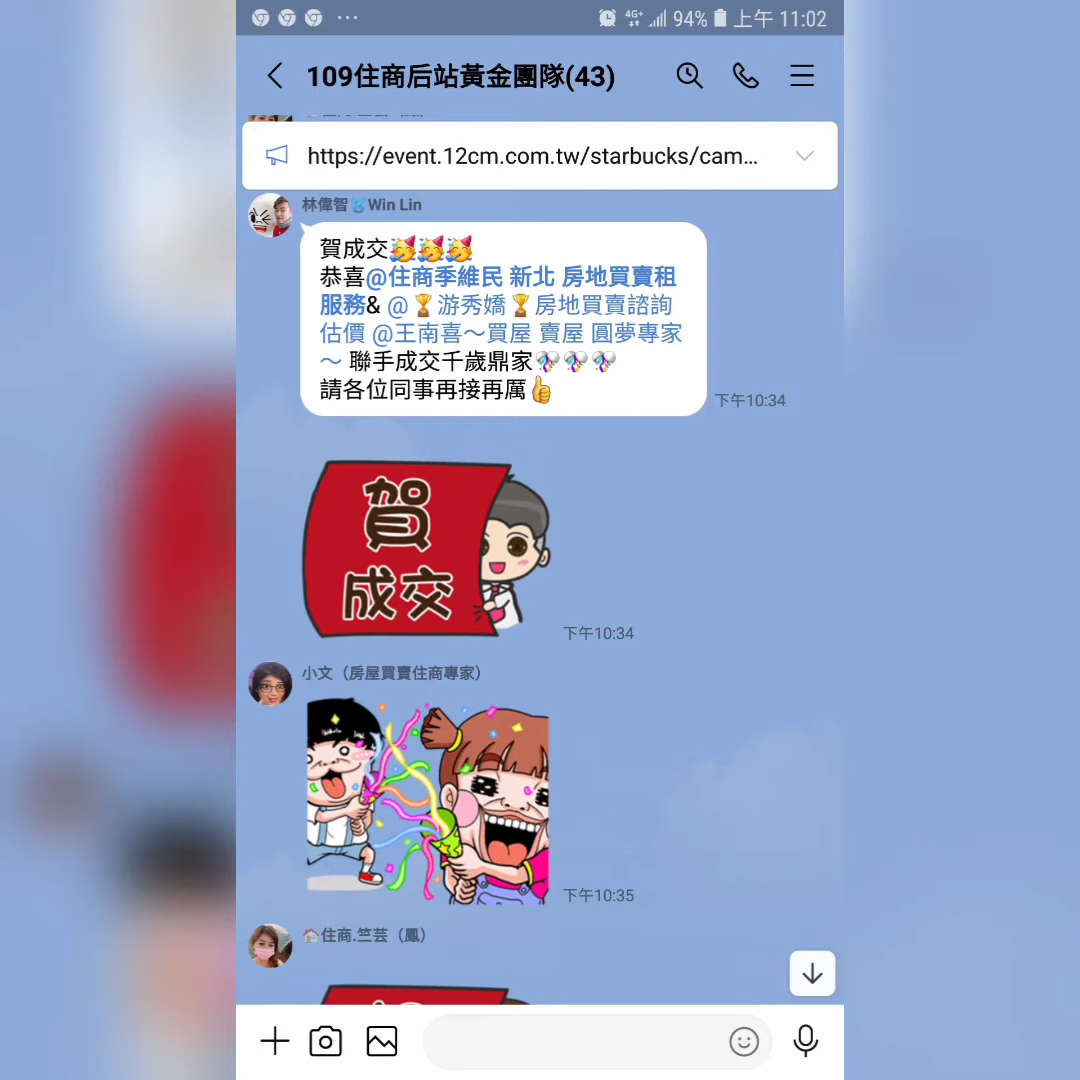 4G+ 94% 上午 11:02
109住商后站黃金團隊(43)
https://event.12cm.com.tw/starbucks/cam...
林偉智 Win Lin
賀成交🥳🥳🥳
恭喜@住商季維民 新北 房地買賣租
服務& @🏆游秀嬌🏆房地買賣諮詢
估價 @王南喜～買屋 賣屋 圓夢專家
～ 聯手成交千歲鼎家🎊🎊🎊
請各位同事再接再厲👍
下午10:34
賀
成交
下午10:34
小文（房屋買賣住商專家）
下午10:35
🏠住商.竺芸（鳳）